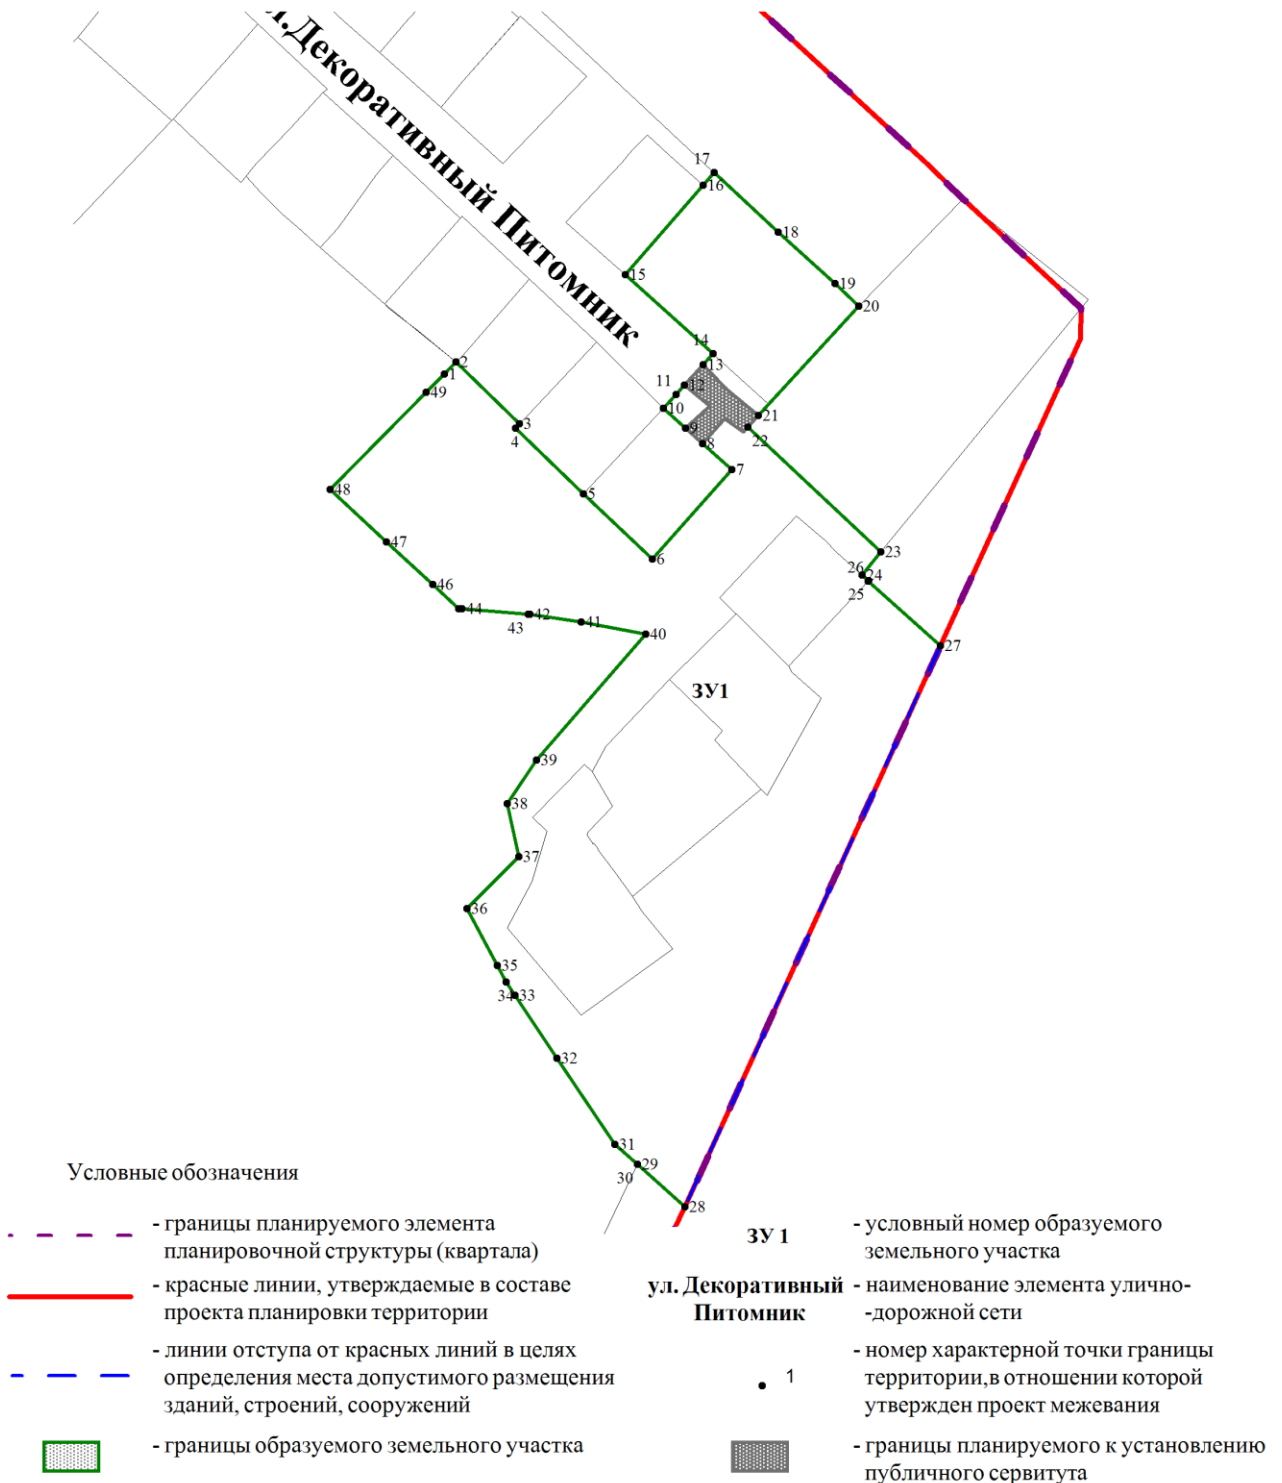 л.Декоративный Питомник
17
16
18
15
19
20
14
13
12
11
10
21
22
9
8
7
2
1
49
3
4
5
6
48
47
46
44
43
42
41
40
23
26
24
25
27
ЗУ1
39
38
37
36
35
34
33
32
31
29
30
28
Условные обозначения
- границы планируемого элемента
планировочной структуры (квартала)
- красные линии, утверждаемые в составе
проекта планировки территории
- линии отступа от красных линий в целях
определения места допустимого размещения
зданий, строений, сооружений
- границы образуемого земельного участка
ЗУ 1
- условный номер образуемого
земельного участка
ул. Декоративный
Питомник
- наименование элемента улично-
-дорожной сети
1
- номер характерной точки границы
территории,в отношении которой
утвержден проект межевания
- границы планируемого к установлению
публичного сервитута